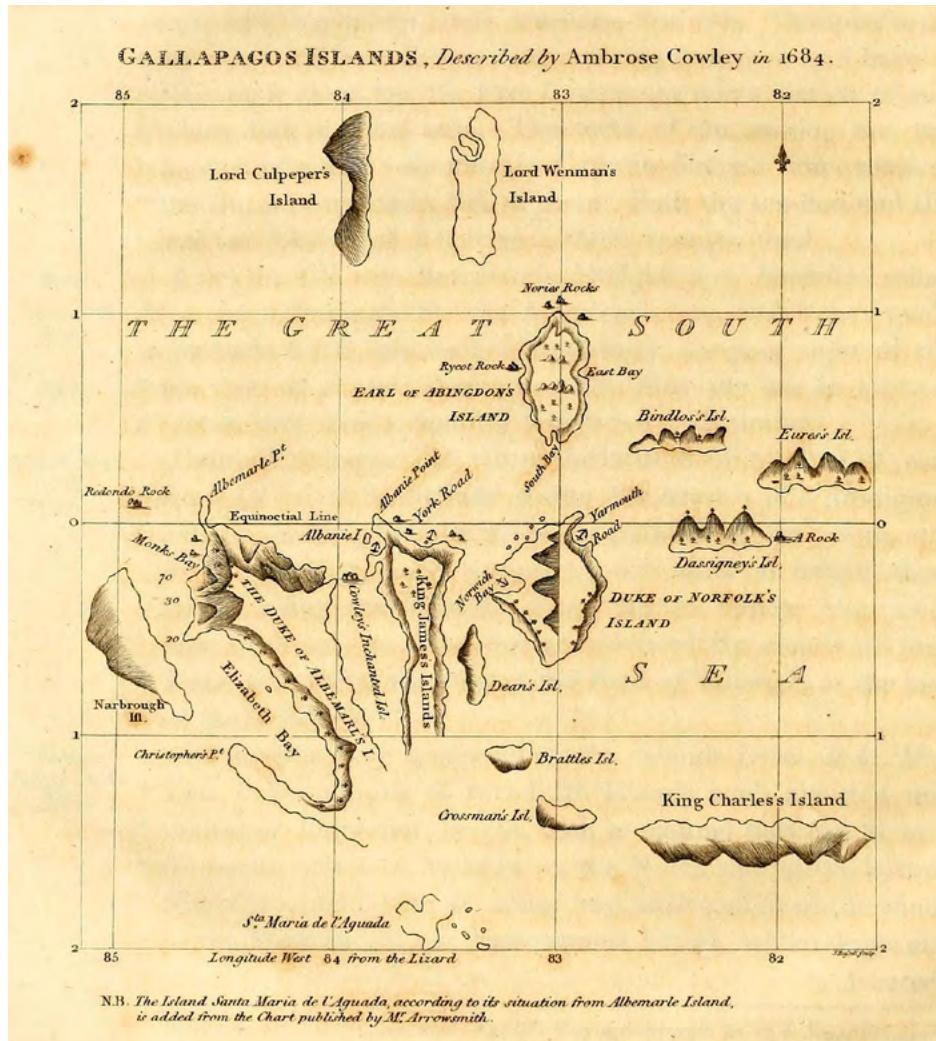 GALLAPAGOS ISLANDS, Described by Ambrose Cowley in 1684.
85 84 83 82
2 2
Lord Culpeper's
Island
Lord Wenman's
Island
Nories Rocks
1 1
THE GREAT SOUTH
Rycot Rock
East Bay
EARL OF ABINGDON'S
ISLAND
South Bay
Bindlos's Isl.
Eures's Isl.
Albemarle Pt
Redondo Rock
Albanie Point
York Road
Yarmouth
Road
0 0
Equinoctial Line
Albanie I
A Rock
Dassigney's Isl.
Monks Bay
70
30
20
THE DUKE OF ALBEMARL'S I.
Cowley's Inchanted Isl.
King James's Islands
Norwich
Bay
DUKE OF NORFOLK'S
ISLAND
SEA
Dean's Isl.
Narbrough
Isl.
Elizabeth
Bay
1 1
Christopher's Pt
Brattles Isl.
Crossman's Isl.
King Charles's Island
Sta Maria de l'Aguada
2 2
85 84 83 82
Longitude West from the Lizard
N.B. The Island Santa Maria de l'Aguada, according to its situation from Albemarle Island,
is added from the Chart published by Mr. Arrowsmith.